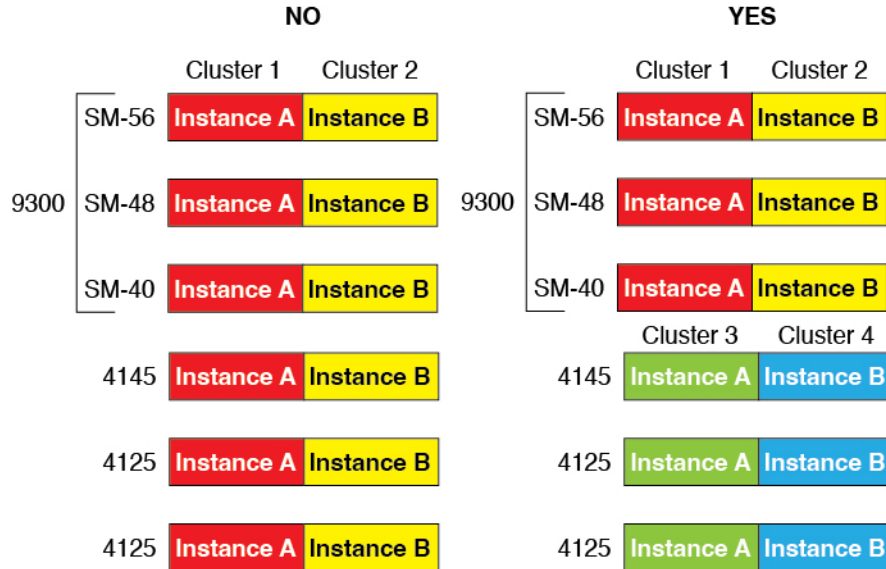 NO
Cluster 1 Cluster 2
SM-56 Instance A Instance B
9300 SM-48 Instance A Instance B
SM-40 Instance A Instance B
4145 Instance A Instance B
4125 Instance A Instance B
4125 Instance A Instance B
YES
Cluster 1 Cluster 2
SM-56 Instance A Instance B
9300 SM-48 Instance A Instance B
SM-40 Instance A Instance B
Cluster 3 Cluster 4
4145 Instance A Instance B
4125 Instance A Instance B
4125 Instance A Instance B